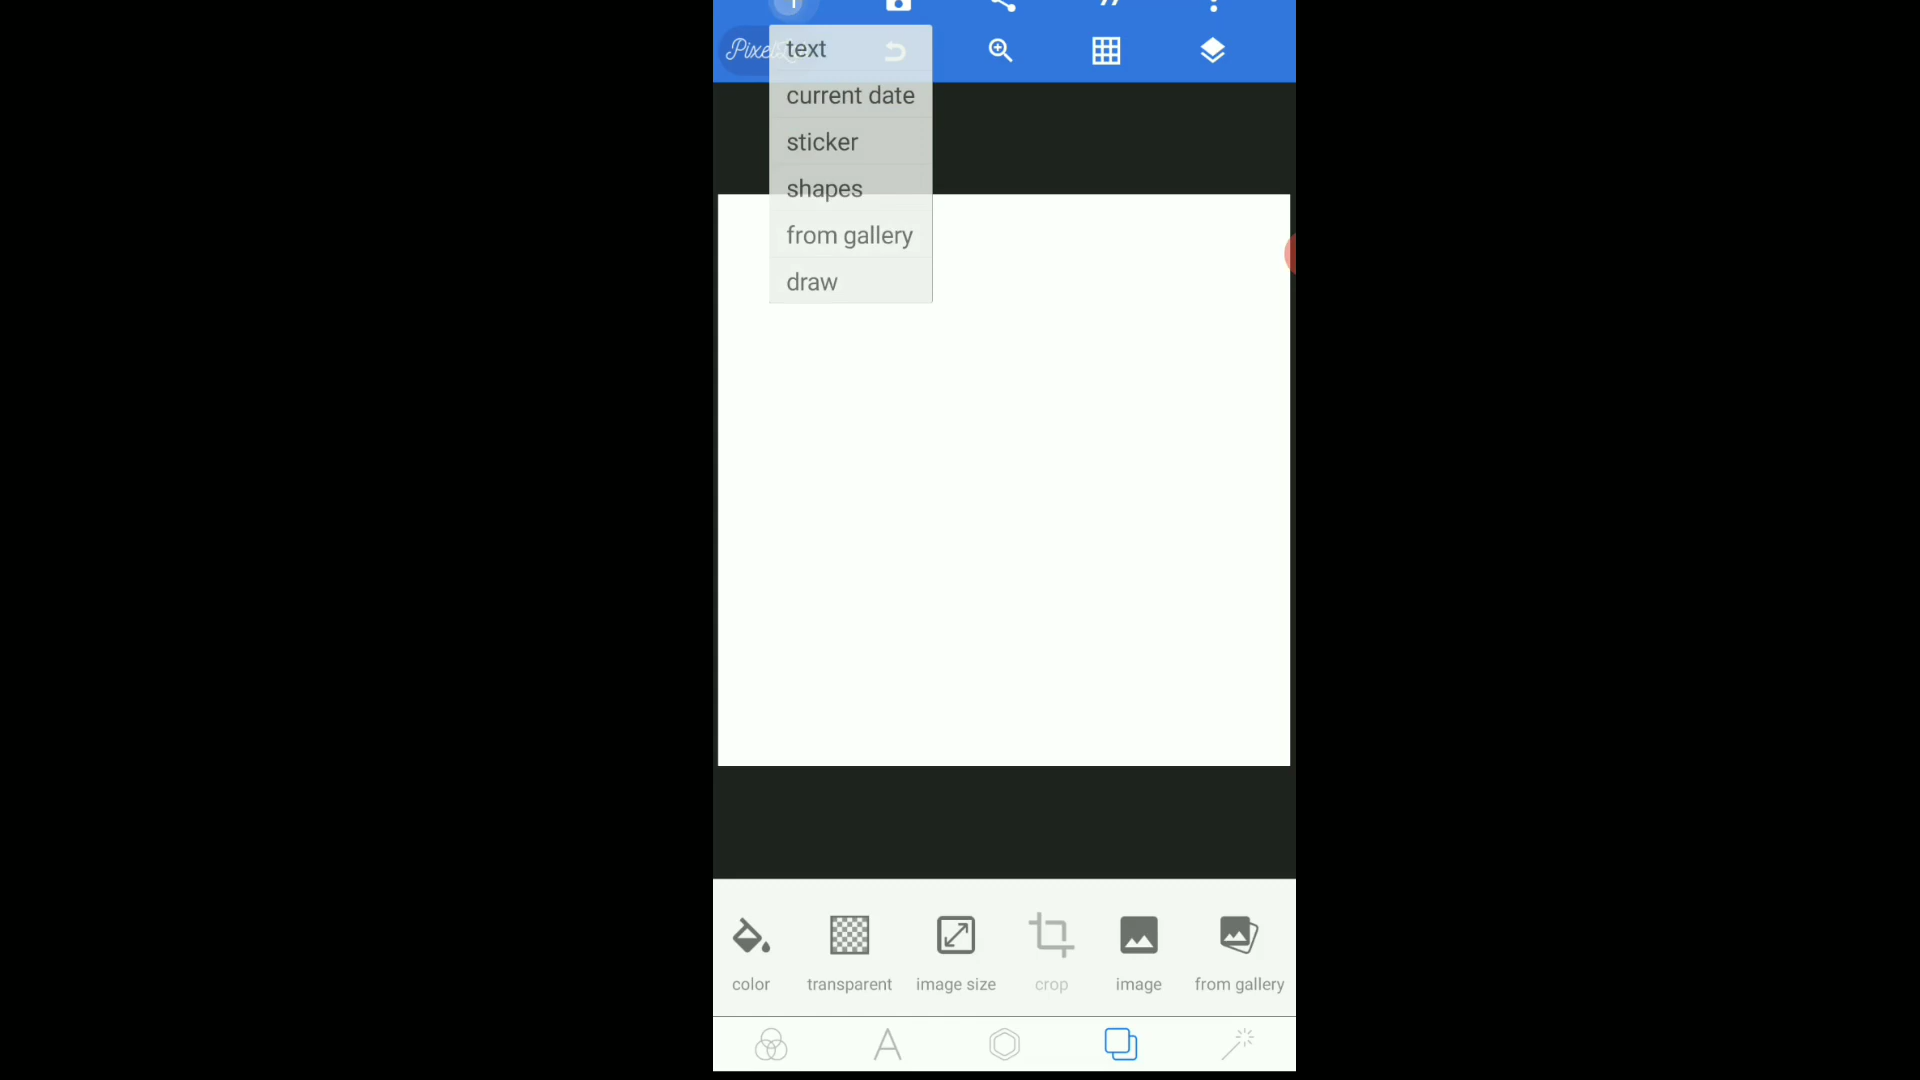 text
current date
sticker
shapes
from gallery
draw
color
transparent
image size
crop
image
from gallery